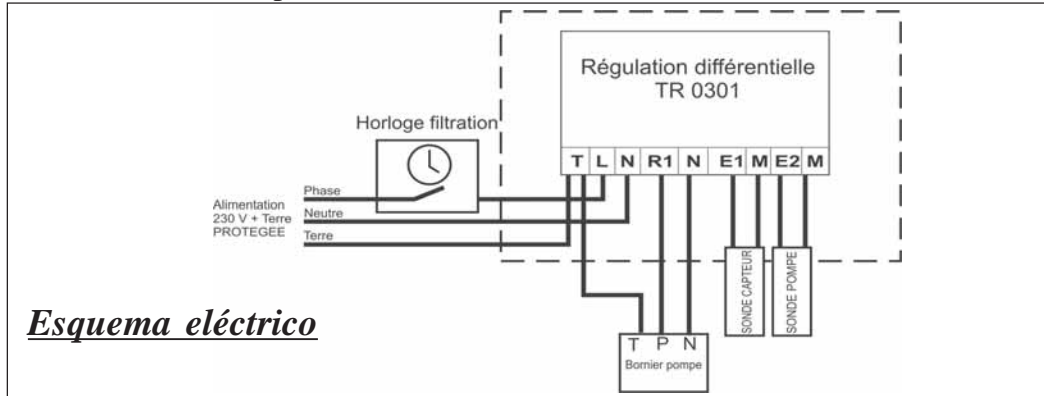 Régulation différentielle
TR 0301
Horloge filtration
T L N R1 N E1 M E2 M
Phase
Alimentation
230 V + Terre
PROTEGEE
Neutre
Terre
SONDE CAPTEUR
SONDE POMPE
Esquema eléctrico
T P N
Bornier pompe